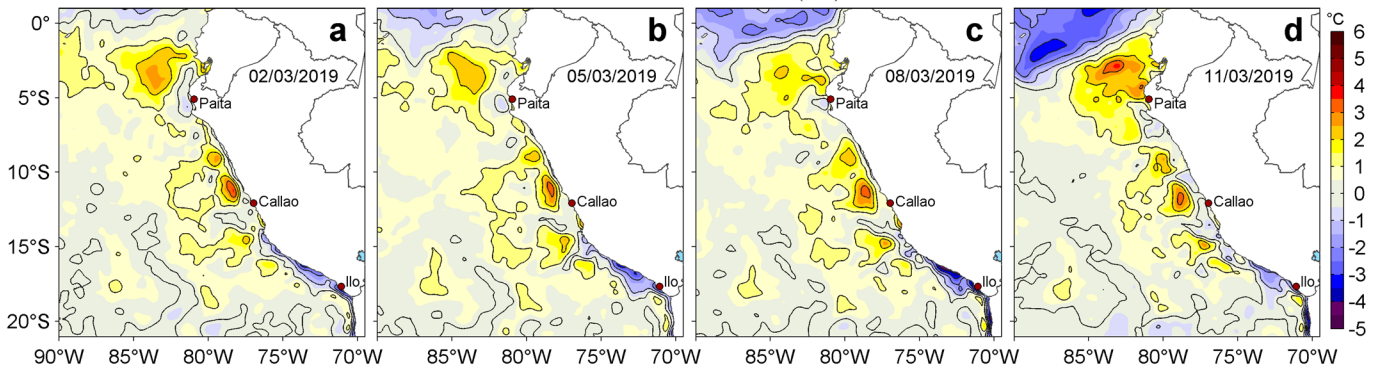 a b c d °C
0° 02/03/2019 05/03/2019 08/03/2019 11/03/2019 6
5°S Paita Paita Paita Paita 5
10°S 4
15°S Callao Callao Callao Callao 3
20°S Ilo Ilo Ilo Ilo 2
1
0
-1
-2
-3
-4
-5
90°W 85°W 80°W 75°W 70°W 85°W 80°W 75°W 70°W 85°W 80°W 75°W 70°W 85°W 80°W 75°W 70°W